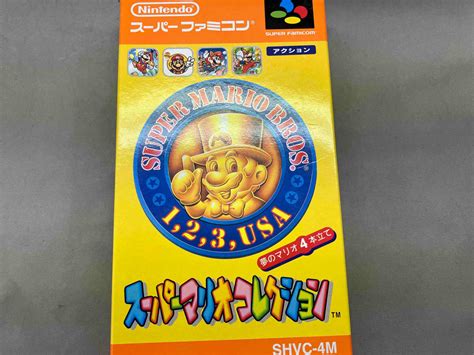 Nintendo®
スーパーファミコン®
SUPER FAMICOM
アクション
SUPER MARIO BROS.
1, 2, 3, USA
夢のマリオ4本立て
スーパーマリオコレクション™
SHVC-4M